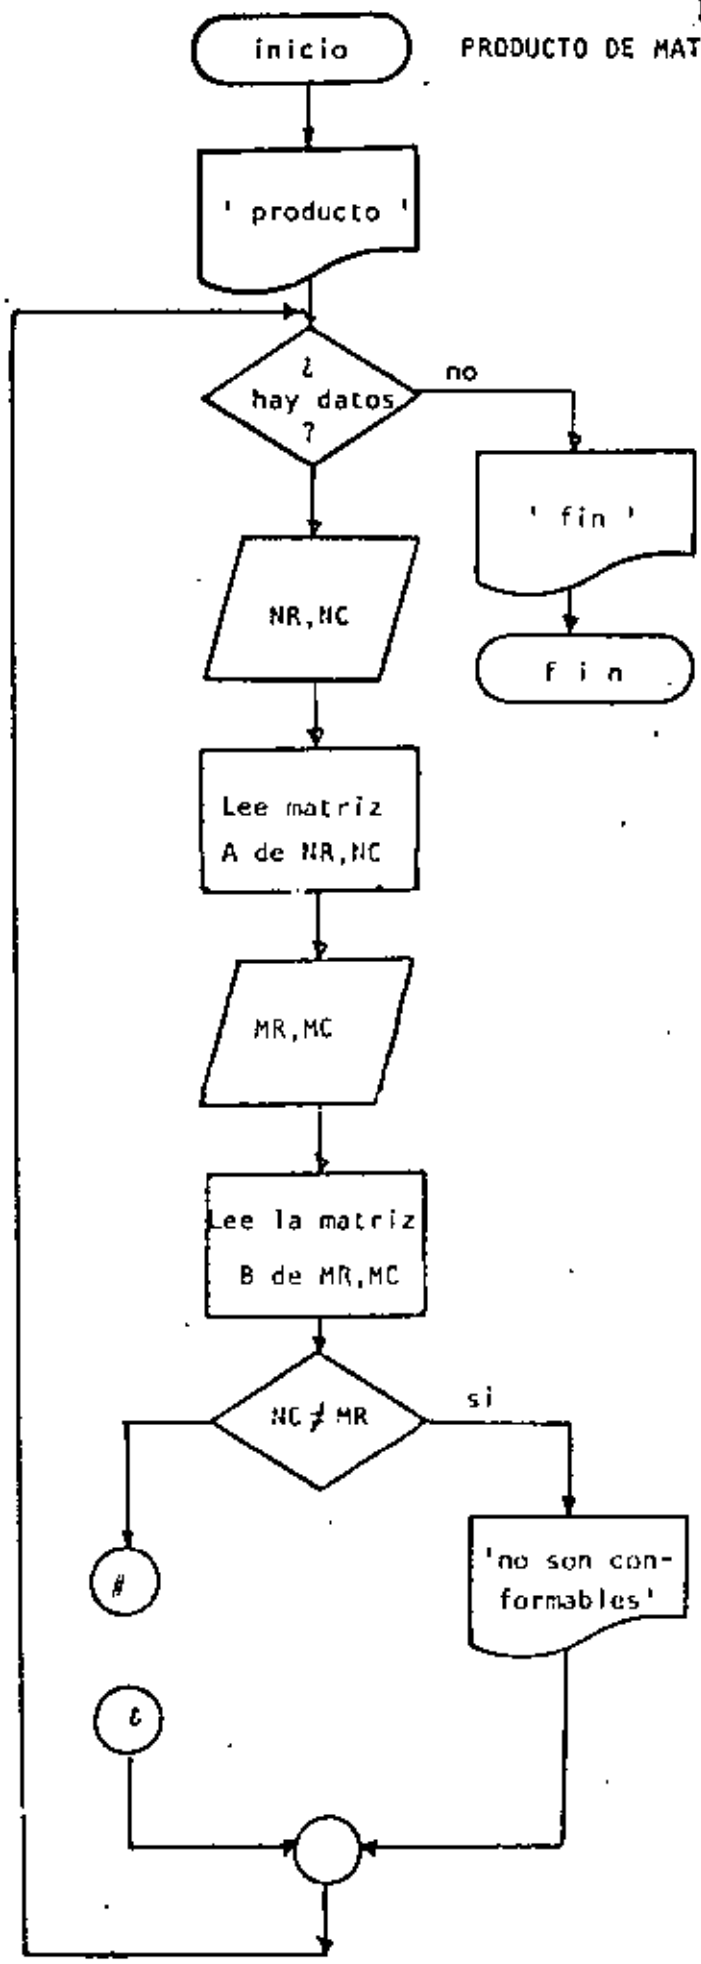 inicio
PRODUCTO DE MAT
' producto '
¿
hay datos
?
no
' fin '
f i n
NR,NC
Lee matriz
A de NR,NC
MR,MC
Lee la matriz
B de MR,MC
NC ≠ MR
si
'no son con-
formables'